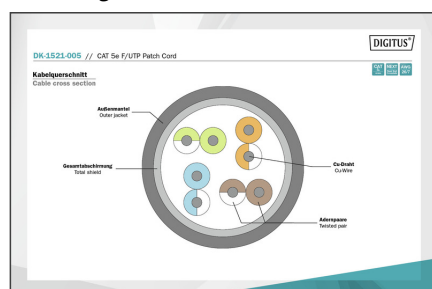 DIGITUS®
DK-1521-005 // CAT 5e F/UTP Patch Cord
Kabelquerschnitt
Cable cross section
Außenmantel
Outer jacket
Gesamtabschirmung
Total shield
Cu-Draht
Cu-Wire
Adernpaare
Twisted pair